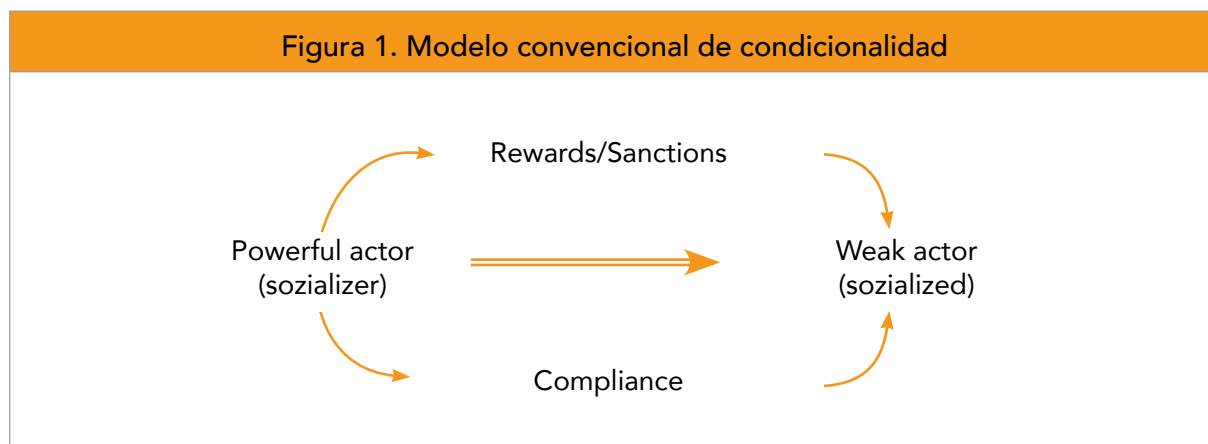 Figura 1. Modelo convencional de condicionalidad
Rewards/Sanctions
Powerful actor
(sozializer)
Weak actor
(sozialized)
Compliance